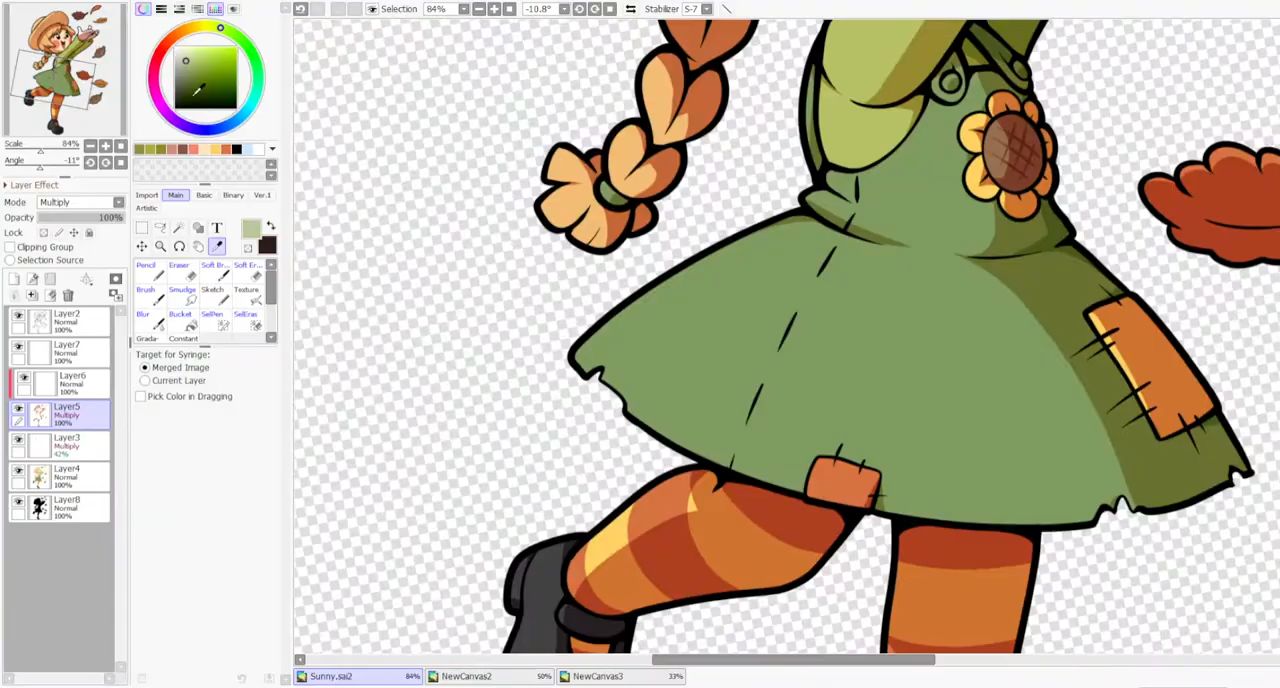 Selection 84% -10.8° Stabilizer S-7
Scale 84%
Angle -11°
Layer Effect
Mode Multiply
Opacity 100%
Lock
Clipping Group
Selection Source
Layer2
Normal
100%
Layer7
Normal
100%
Layer6
Normal
100%
Layer5
Multiply
100%
Layer3
Multiply
42%
Layer4
Normal
100%
Layer8
Normal
100%
Import Main Basic Binary Ver.1
Artistic
T
Pencil Eraser Soft Br... Soft Er...
Brush Smudge Sketch Texture
Blur Bucket SelPen SelEras
Grada- Constant
Target for Syringe:
Merged Image
Current Layer
Pick Color in Dragging
Sunny.sai2 84% NewCanvas2 50% NewCanvas3 33%